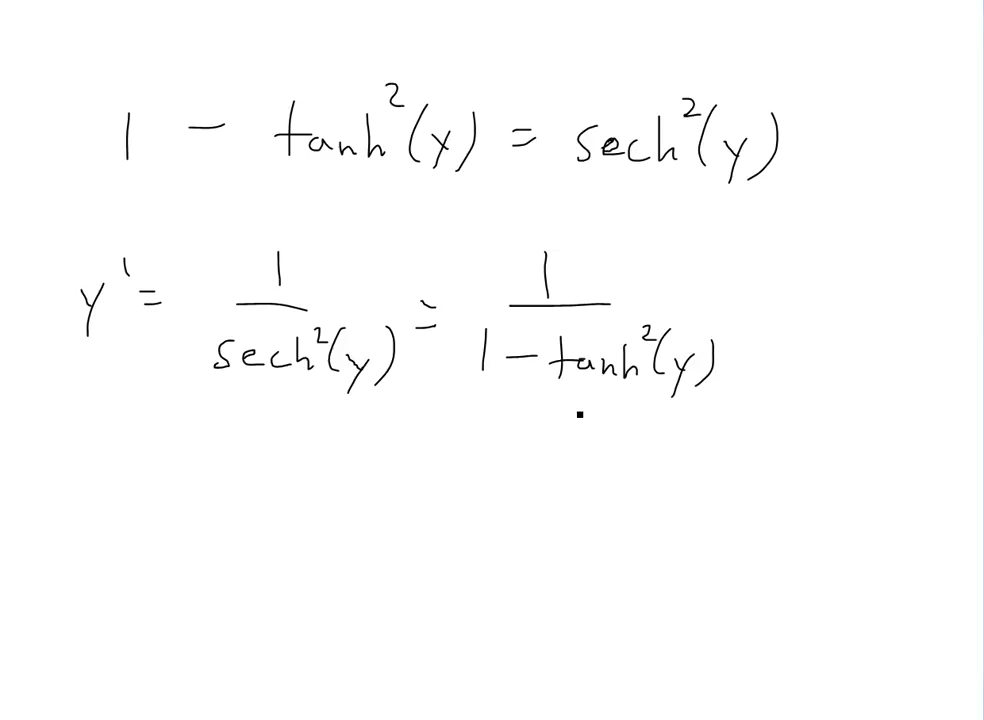 1 - tanh²(y) = sech²(y)
y' = 1/sech²(y) = 1/(1 - tanh²(y))